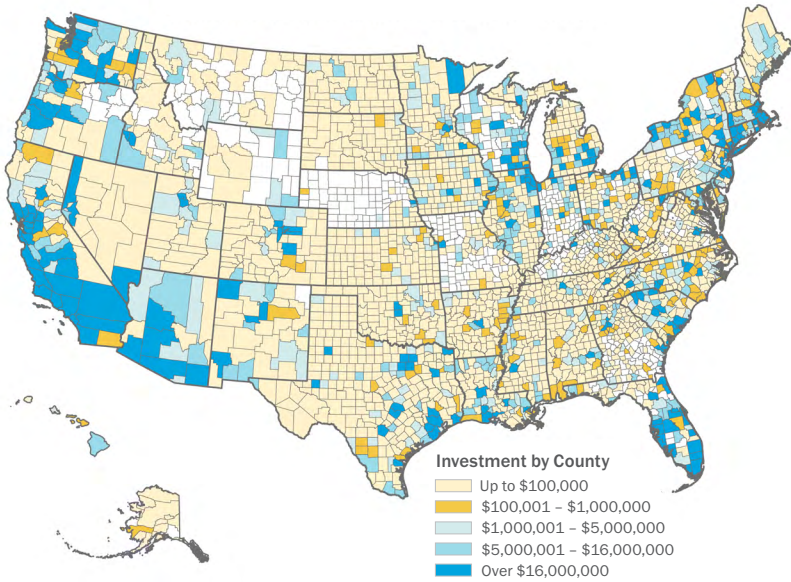 Investment by County
Up to $100,000
$100,001 – $1,000,000
$1,000,001 – $5,000,000
$5,000,001 – $16,000,000
Over $16,000,000